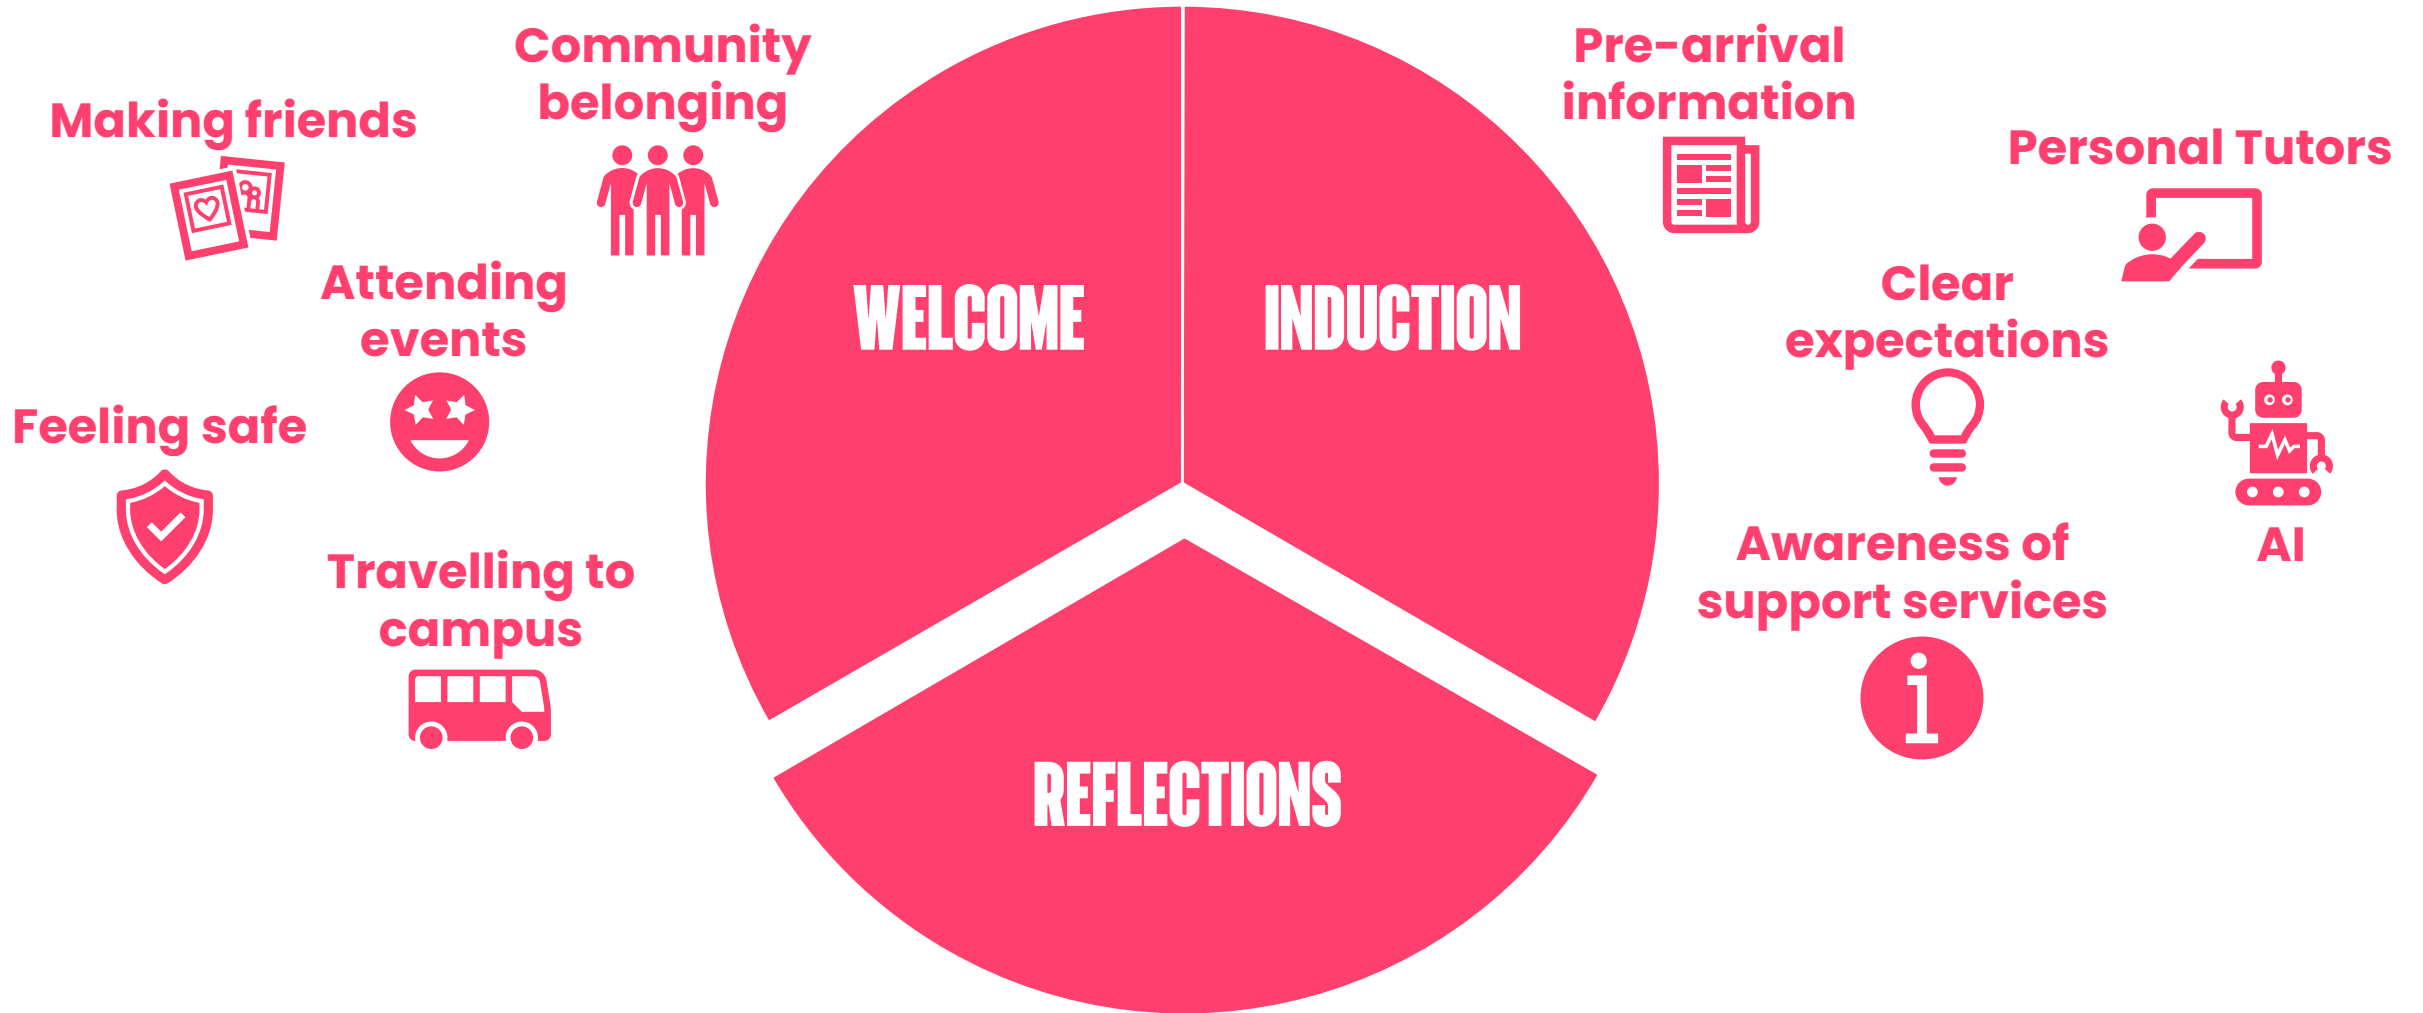 Community
belonging
Making friends
Attending
events
Feeling safe
Travelling to
campus
WELCOME
INDUCTION
REFLECTIONS
Pre-arrival
information
Personal Tutors
Clear
expectations
AI
Awareness of
support services
i